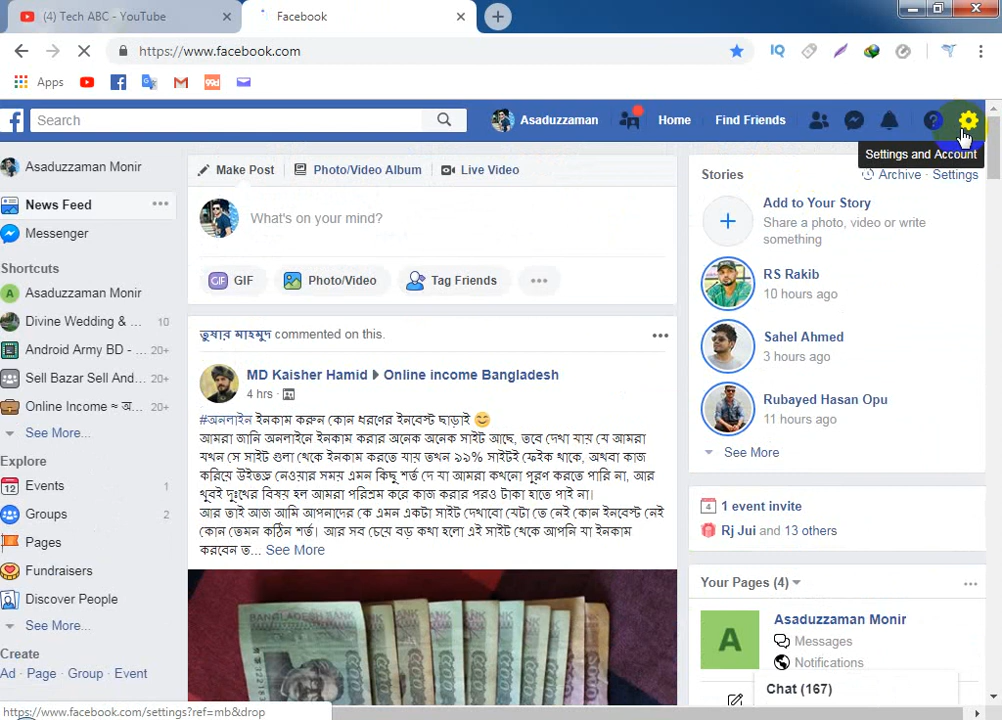 (4) Tech ABC - YouTube
Facebook
https://www.facebook.com
Apps
Search
Asaduzzaman
Home
Find Friends
Settings and Account
Asaduzzaman Monir
News Feed
Messenger
Shortcuts
Asaduzzaman Monir
Divine Wedding & ... 10
Android Army BD - ... 20+
Sell Bazar Sell And... 20+
Online Income ≈ অ... 20+
See More...
Explore
Events 1
Groups 2
Pages
Fundraisers
Discover People
See More...
Create
Ad · Page · Group · Event
Make Post
Photo/Video Album
Live Video
What's on your mind?
GIF
Photo/Video
Tag Friends
তুষার মাহমুদ commented on this.
MD Kaisher Hamid ▸ Online income Bangladesh
4 hrs ·
#অনলাইন ইনকাম করুন কোন ধরণের ইনবেস্ট ছাড়াই 😊
আমরা জানি অনলাইনে ইনকাম করার অনেক অনেক সাইট আছে, তবে দেখা যায় যে আমরা
যখন সে সাইট গুলা থেকে ইনকাম করতে যায় তখন ৯৯% সাইটই ফেইক থাকে, অথবা কাজ
করিয়ে উইতড্র নেওয়ার সময় এমন কিছু শর্ত দে যা আমরা কখনো পুরণ করতে পারি না, আর
খুবই দুঃখের বিষয় হল আমরা পরিশ্রম করে কাজ করার পরও টাকা হাতে পাই না।
আর তাই আজ আমি আপনাদের কে এমন একটা সাইট দেখাবো যেটা তে নেই কোন ইনবেস্ট নেই
কোন তেমন কঠিন শর্ত। আর সব চেয়ে বড় কথা হলো এই সাইট থেকে আপনি যা ইনকাম
করবেন ত... See More
Stories
Archive · Settings
Add to Your Story
Share a photo, video or write
something
RS Rakib
10 hours ago
Sahel Ahmed
3 hours ago
Rubayed Hasan Opu
11 hours ago
See More
1 event invite
Rj Jui and 13 others
Your Pages (4)
Asaduzzaman Monir
Messages
Notifications
Chat (167)
https://www.facebook.com/settings?ref=mb&drop